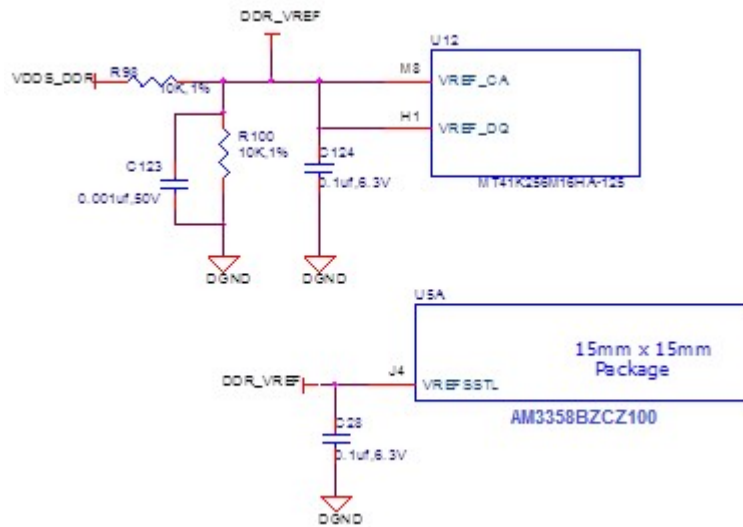 DDR_VREF
U12
VDDS_DDR
R98
10K,1%
M8
VREF_CA
H1
VREF_DQ
R100
10K,1%
C123
0.001uf,50V
C124
0.1uf,6.3V
MT41K256M16HA-125
DGND
DGND
U5A
15mm x 15mm
Package
DDR_VREF
J4
VREFSSTL
AM3358BZCZ100
C28
0.1uf,6.3V
DGND